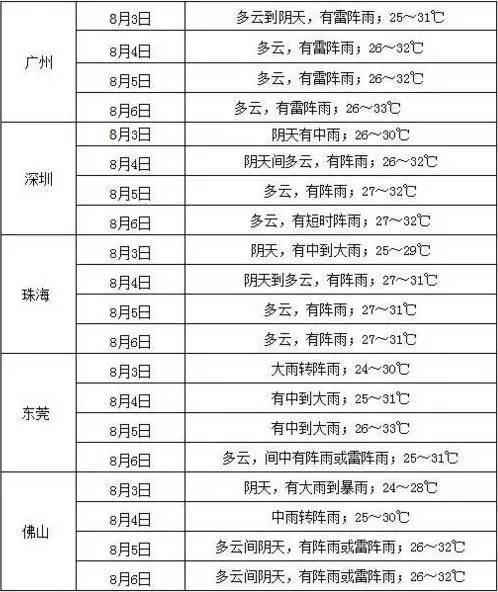 广州
8月3日 多云到阴天，有雷阵雨；25～31℃
8月4日 多云，有雷阵雨；26～32℃
8月5日 多云，有雷阵雨；26～32℃
8月6日 多云，有雷阵雨；26～33℃
深圳
8月3日 阴天有中雨；26～30℃
8月4日 阴天间多云，有阵雨；26～32℃
8月5日 多云，有阵雨；27～32℃
8月6日 多云，有短时阵雨；27～32℃
珠海
8月3日 阴天，有中到大雨；25～29℃
8月4日 阴天到多云，有阵雨；27～31℃
8月5日 多云，有阵雨；27～31℃
8月6日 多云，有阵雨；27～31℃
东莞
8月3日 大雨转阵雨；24～30℃
8月4日 有中到大雨；25～31℃
8月5日 有中到大雨；26～33℃
8月6日 多云，间中有阵雨或雷阵雨；25～31℃
佛山
8月3日 阴天，有大雨到暴雨；24～28℃
8月4日 中雨转阵雨；25～30℃
8月5日 多云间阴天，有阵雨或雷阵雨；26～32℃
8月6日 多云间阴天，有阵雨或雷阵雨；26～32℃